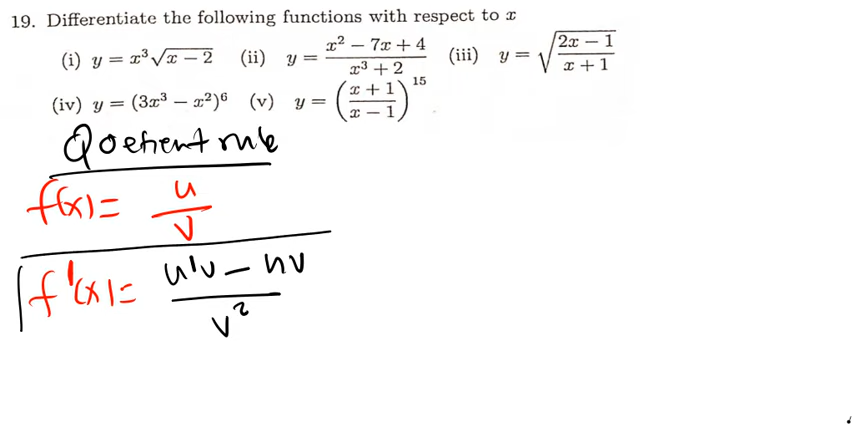 19. Differentiate the following functions with respect to x
(i) y = x³√(x − 2) (ii) y = (x² − 7x + 4)/(x³ + 2) (iii) y = √((2x − 1)/(x + 1))
(iv) y = (3x³ − x²)⁶ (v) y = ((x + 1)/(x − 1))¹⁵
Qoetient rule
f(x) = u/v
f'(x) = (u'v − uv)/v²